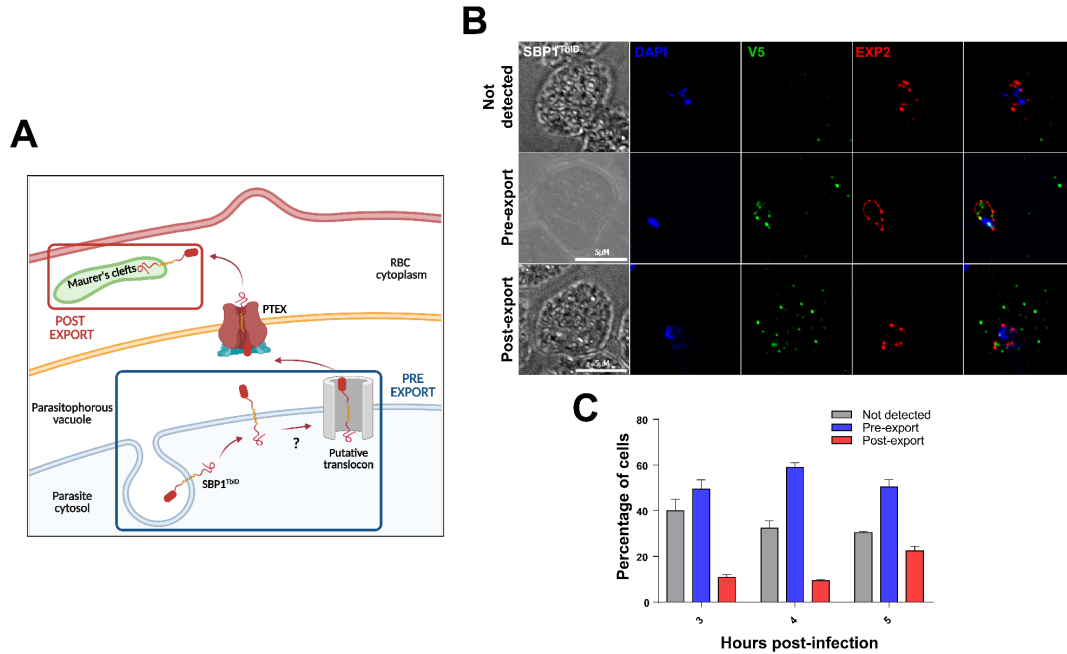 A
Maurer's clefts
POST
EXPORT
RBC
cytoplasm
PTEX
PRE
EXPORT
Parasitophorous
vacuole
?
Putative
translocon
SBP1TbID
Parasite
cytosol
B
SBP1TbID
DAPI
V5
EXP2
Not
detected
Pre-export
5µM
Post-export
5µM
C
Not detected
Pre-export
Post-export
Percentage of cells
80
60
40
20
0
3
4
5
Hours post-infection